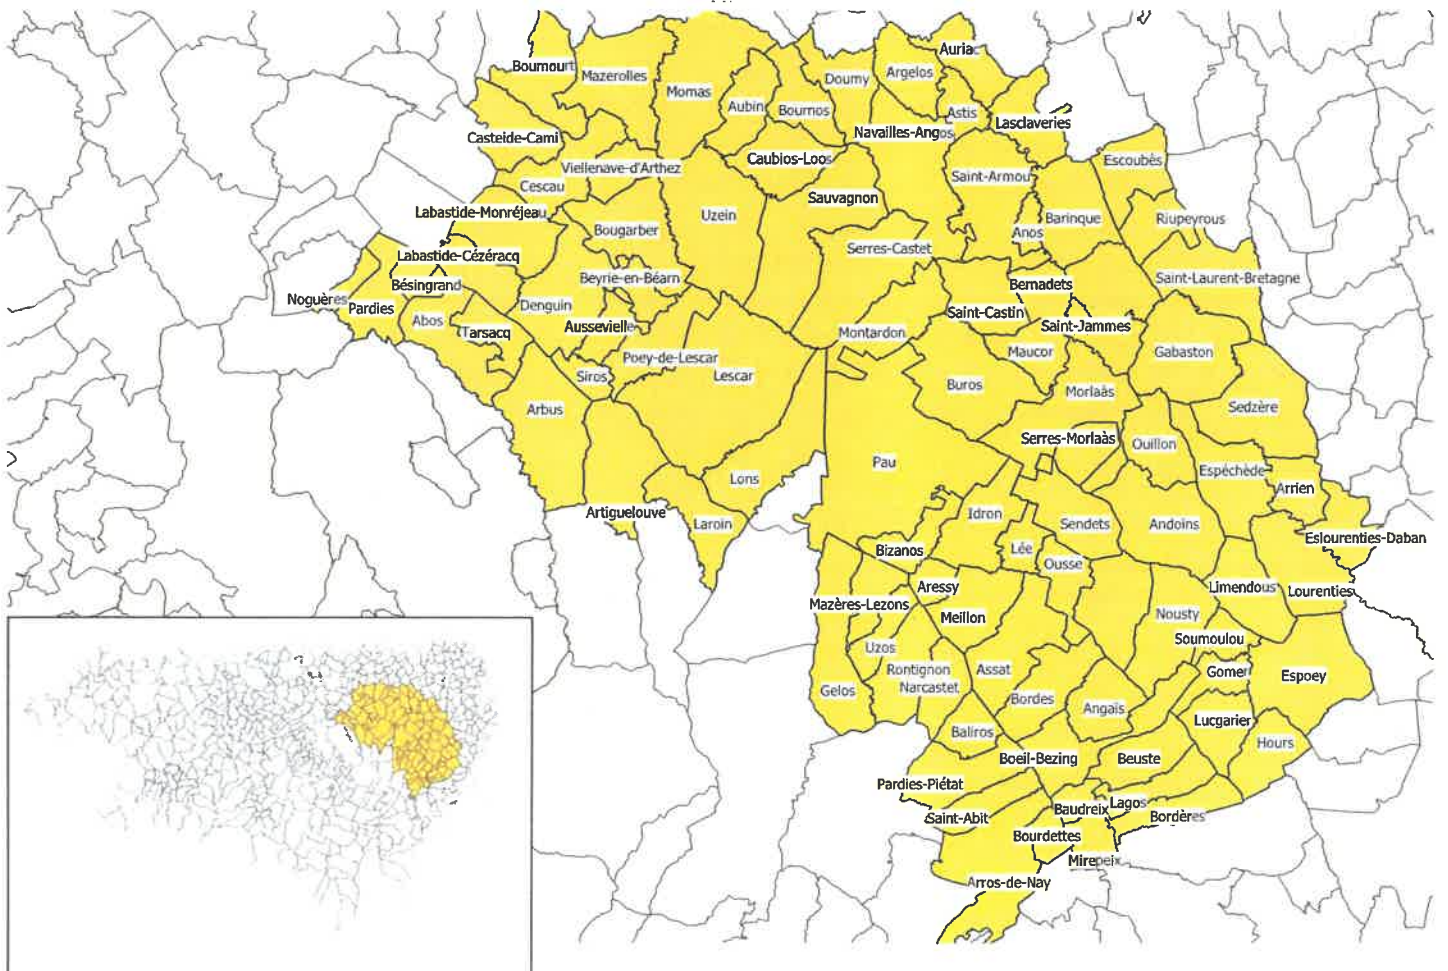 Auriac
Boumourt
Mazerolles
Doumy
Argelos
Momas
Aubin
Bournos
Astis
Lasclaveries
Navailles-Angos
Casteide-Cami
Caubios-Loos
Escoubès
Viellenave-d'Arthez
Saint-Armou
Cescau
Sauvagnon
Labastide-Monréjeau
Uzein
Barinque
Riupeyrous
Bougarber
Anos
Serres-Castet
Labastide-Cézéracq
Beyrie-en-Béarn
Saint-Laurent-Bretagne
Bésingrand
Bernadets
Noguères
Pardies
Denguin
Saint-Castin
Abos
Tarsacq
Aussevielle
Saint-Jammes
Montardon
Poey-de-Lescar
Maucor
Gabaston
Siros
Lescar
Buros
Morlaàs
Arbus
Sedzère
Serres-Morlaàs
Ouillon
Pau
Espéchède
Lons
Arrien
Artiguelouve
Laroin
Idron
Sendets
Andoins
Eslourenties-Daban
Bizanos
Lée
Ousse
Aressy
Limendous
Lourenties
Mazères-Lezons
Meillon
Nousty
Soumoulou
Uzos
Rontignon
Assat
Gomer
Espoey
Gelos
Narcastet
Bordes
Angaïs
Lucgarier
Baliros
Hours
Boeil-Bezing
Beuste
Pardies-Piétat
Saint-Abit
Baudreix
Lagos
Bordères
Bourdettes
Mirepeix
Arros-de-Nay